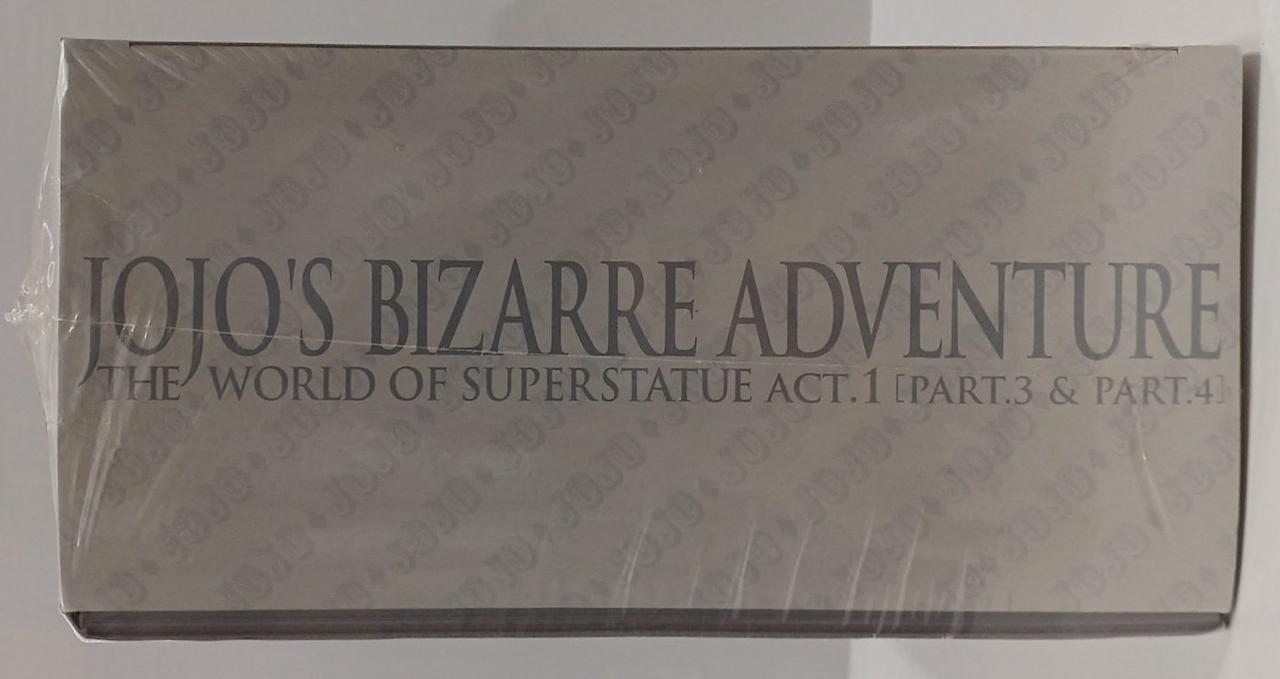 JOJO'S BIZARRE ADVENTURE
THE WORLD OF SUPERSTATUE ACT.1 [PART.3 & PART.4]